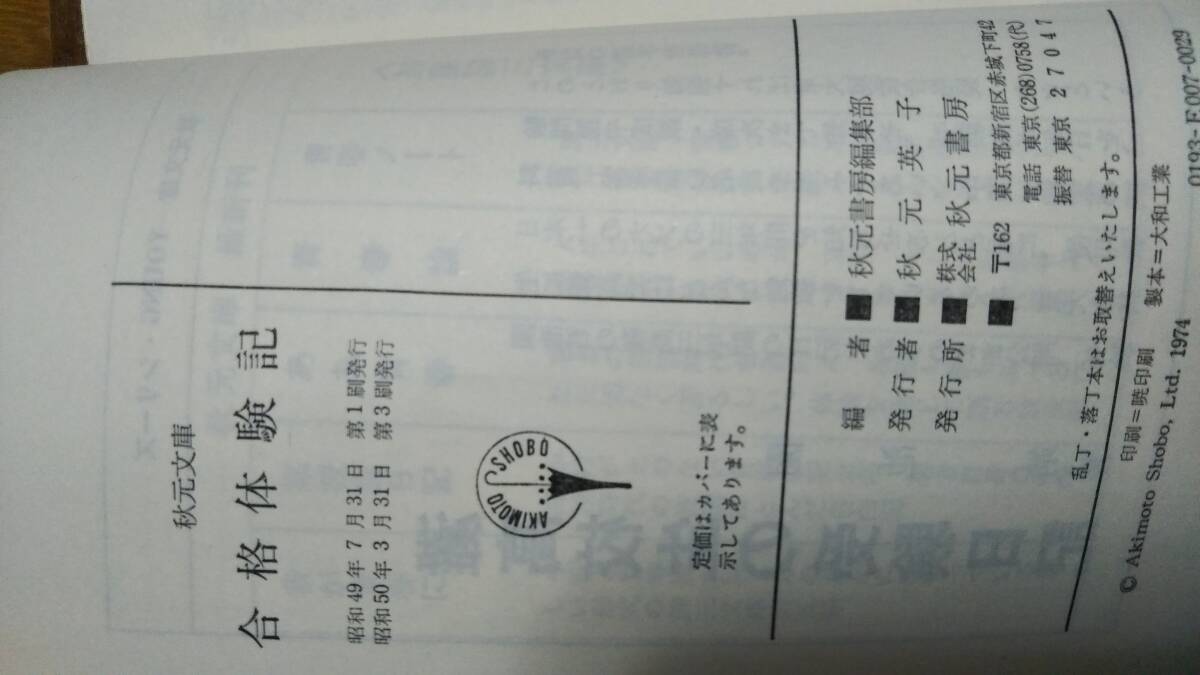 秋元文庫
合格体験記
昭和49年7月31日 第1刷発行
昭和50年3月31日 第3刷発行
AKIMOTO SHOBO
定価はカバーに表
示してあります。
編者■秋元書房編集部
発行者■秋元英子
発行所■株式会社秋元書房
■〒162 東京都新宿区赤城下町42
電話 東京(268)0758(代)
振替 東京 27047
乱丁・落丁本はお取替えいたします。
印刷=暁印刷 製本=大和工業
© Akimoto Shobo, Ltd. 1974 0193-E007-0029